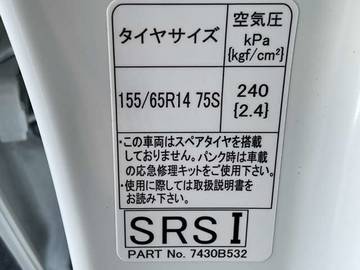 タイヤサイズ
空気圧
kPa
{kgf/cm²}
155/65R14 75S
240
{2.4}
・この車両はスペアタイヤを搭載
しておりません。パンク時は車載
の応急修理キットをご使用下さい。
・使用に際しては取扱説明書を
お読み下さい。
SRS I
PART No. 7430B532